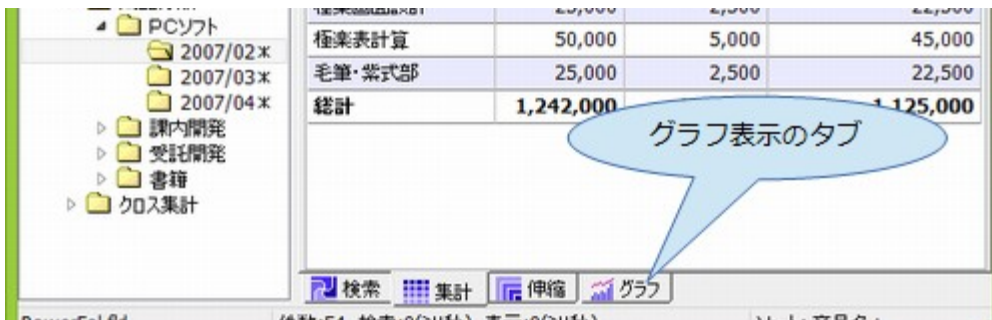 PCソフト
2007/02*
2007/03*
2007/04*
課内開発
受託開発
書籍
クロス集計
極楽表計算 50,000 5,000 45,000
毛筆・紫式部 25,000 2,500 22,500
総計 1,242,000 1,125,000
グラフ表示のタブ
検索 集計 伸縮 グラフ